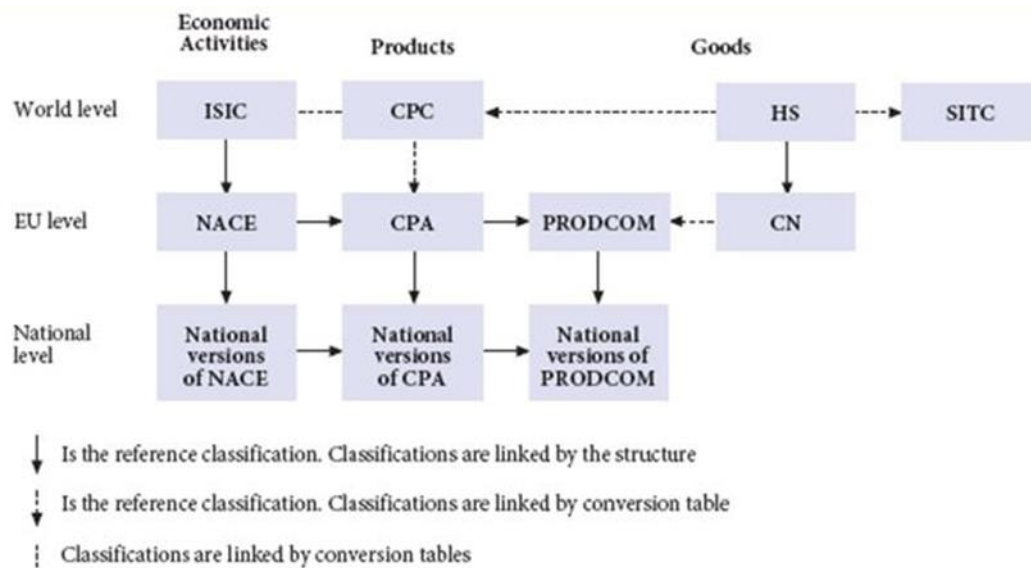 Economic
Activities
Products
Goods
World level
ISIC
CPC
HS
SITC
EU level
NACE
CPA
PRODCOM
CN
National
level
National
versions
of NACE
National
versions
of CPA
National
versions of
PRODCOM
Is the reference classification. Classifications are linked by the structure
Is the reference classification. Classifications are linked by conversion table
Classifications are linked by conversion tables